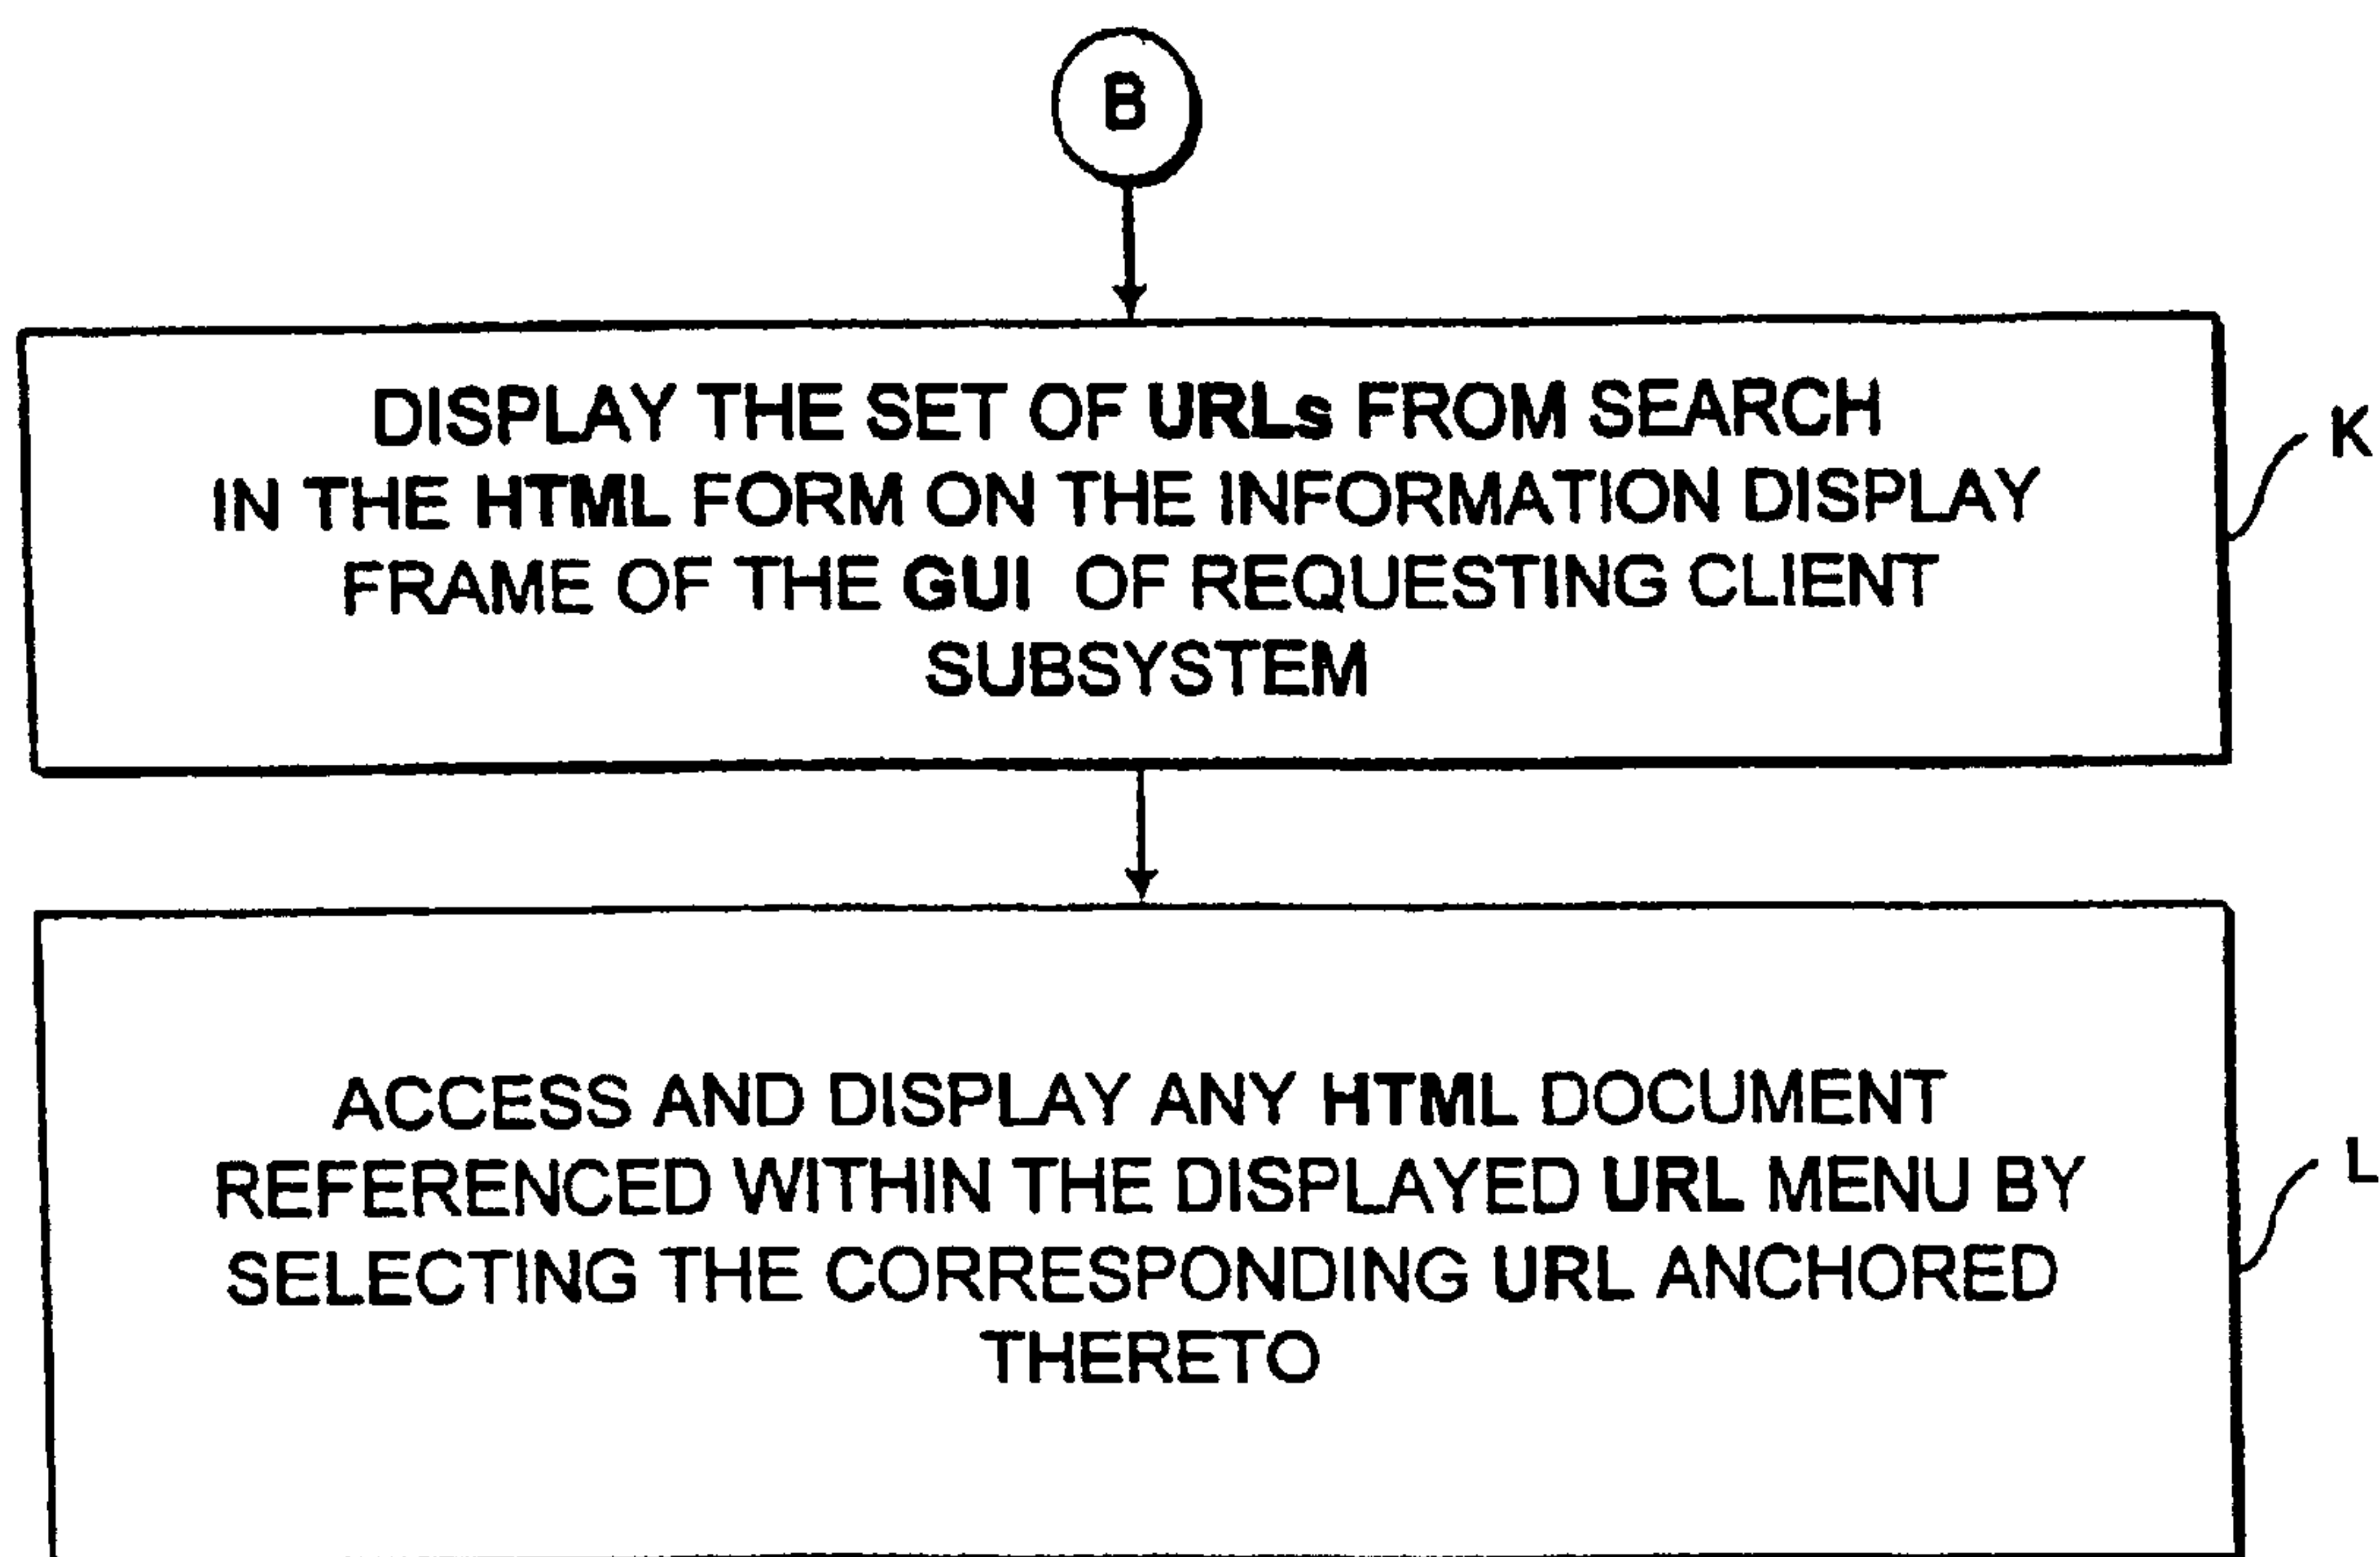 B
DISPLAY THE SET OF URLs FROM SEARCH
IN THE HTML FORM ON THE INFORMATION DISPLAY
FRAME OF THE GUI OF REQUESTING CLIENT
SUBSYSTEM
K
ACCESS AND DISPLAY ANY HTML DOCUMENT
REFERENCED WITHIN THE DISPLAYED URL MENU BY
SELECTING THE CORRESPONDING URL ANCHORED
THERETO
L